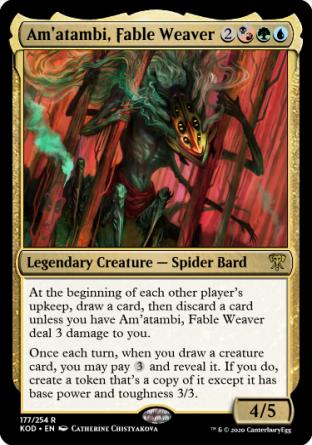 Am'atambi, Fable Weaver 2
Legendary Creature — Spider Bard
At the beginning of each other player's
upkeep, draw a card, then discard a card
unless you have Am'atambi, Fable Weaver
deal 3 damage to you.
Once each turn, when you draw a creature
card, you may pay 3 and reveal it. If you do,
create a token that's a copy of it except it has
base power and toughness 3/3.
4/5
177/254 R
KOD • EN Catherine Chistyakova
™ & © 2020 CanterburyEgg